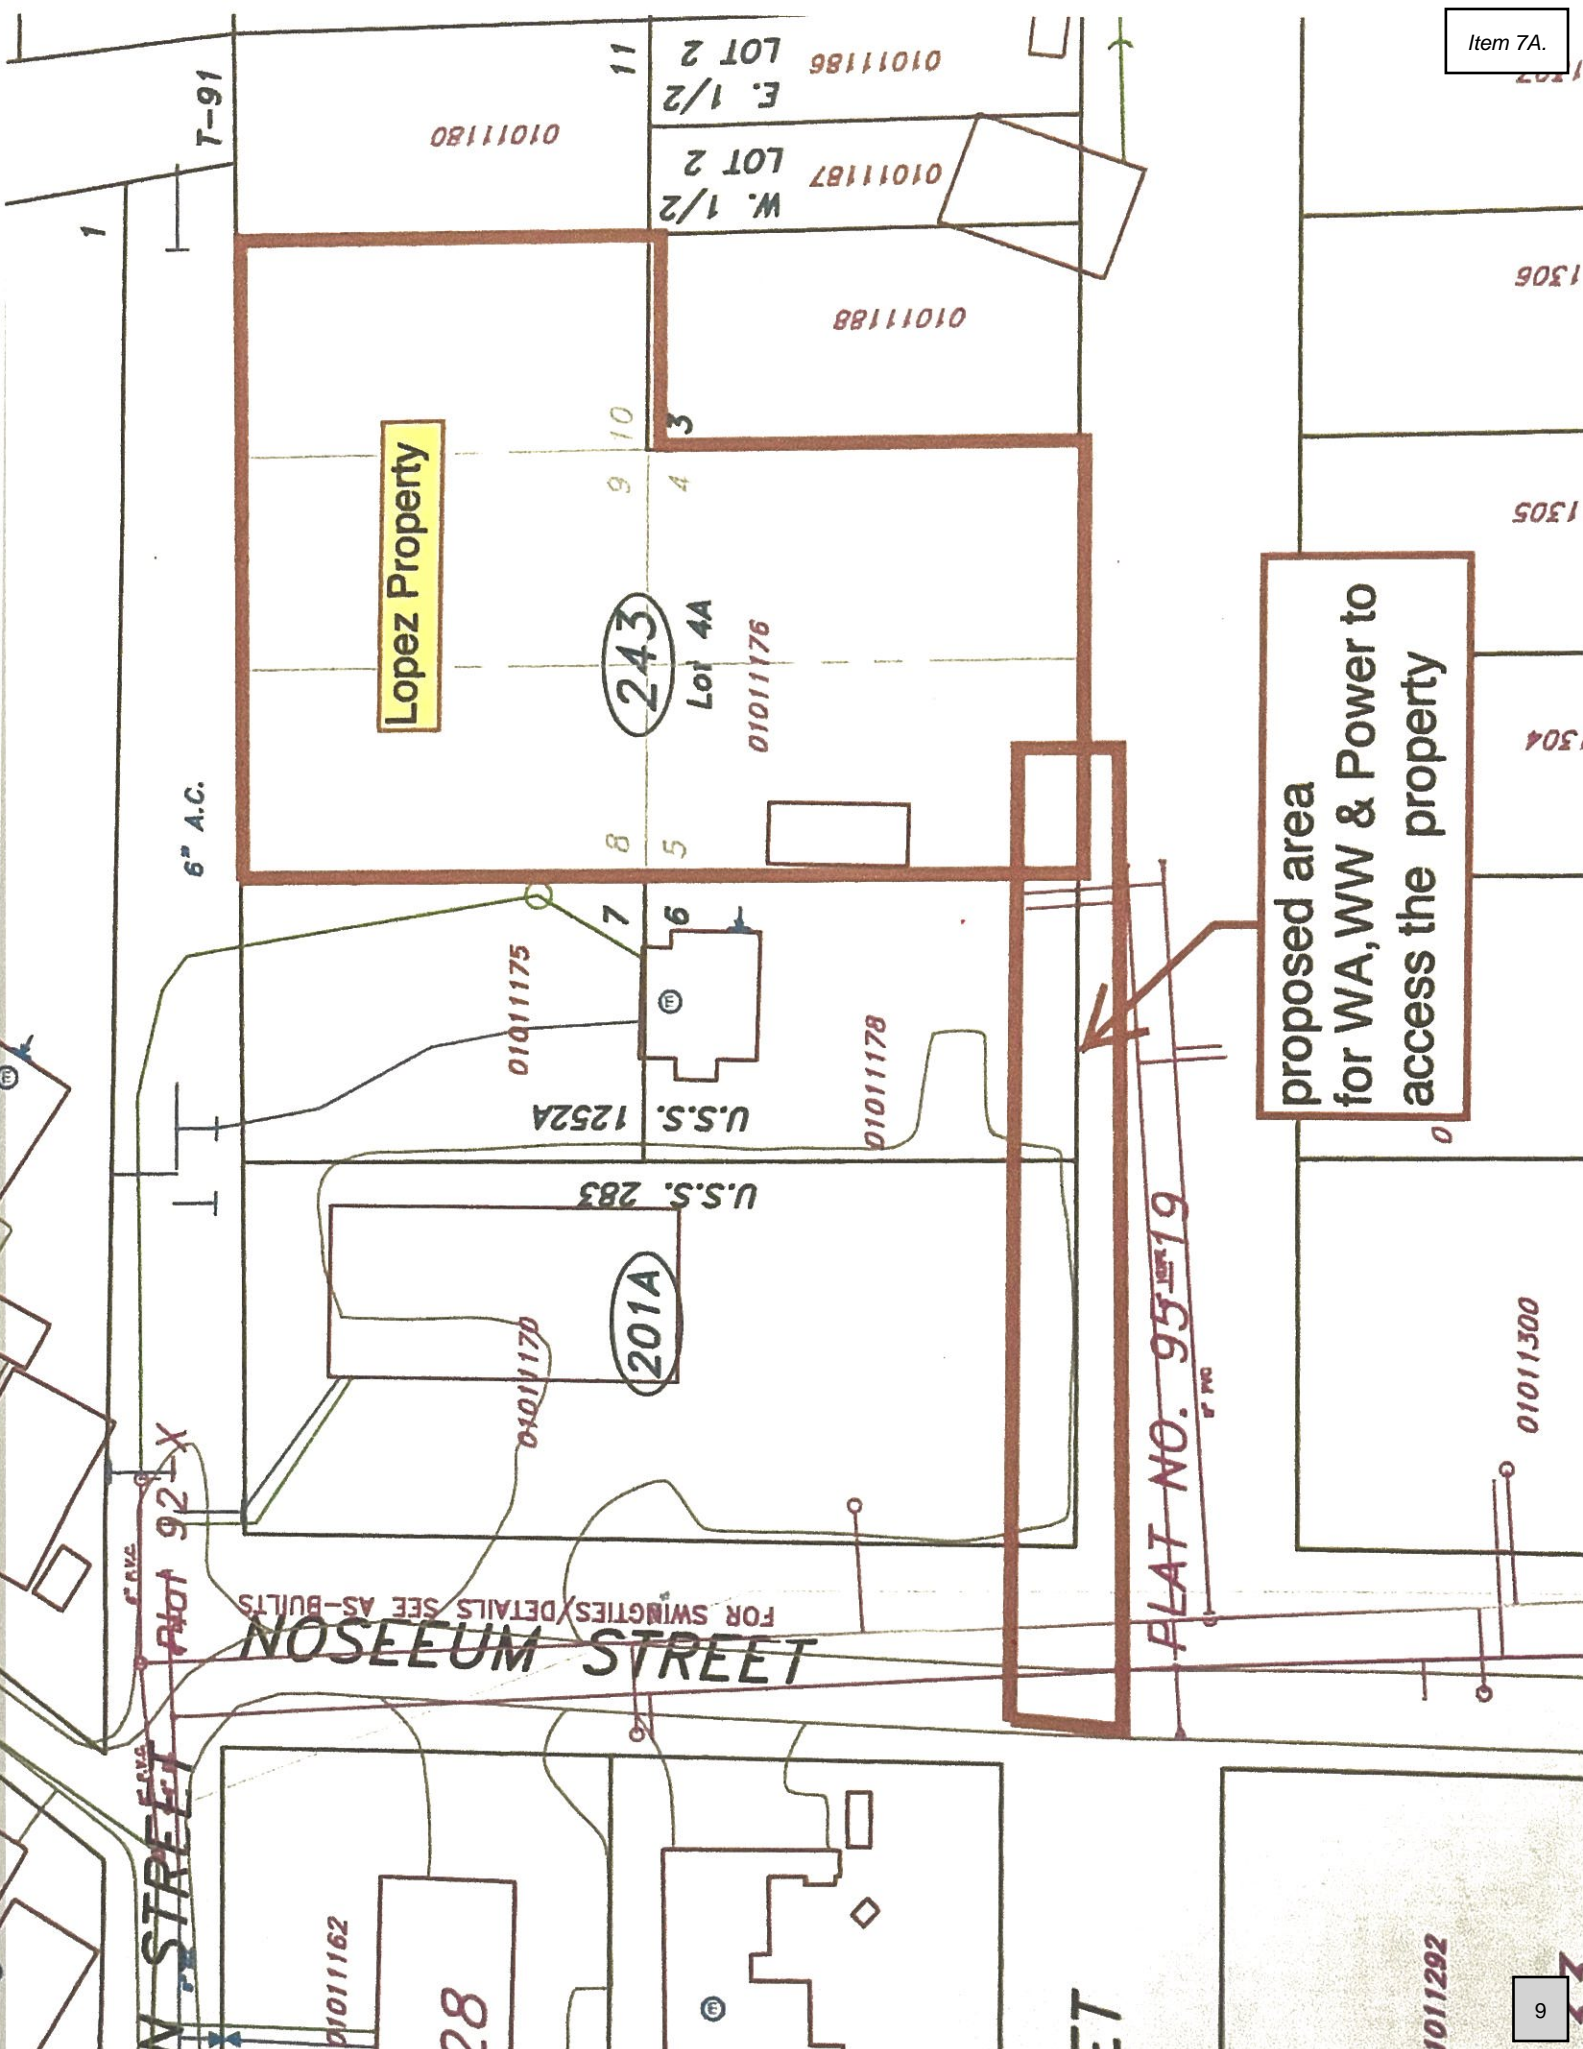 Item 7A.
T-91
1
11
E. 1/2
LOT 2
01011186
01011180
W. 1/2
LOT 2
01011187
01011188
1306
1305
1304
Lopez Property
10
3
9
4
243
Lot 4A
01011176
6" A.C.
8
5
7
6
01011175
m
01011178
U.S.S. 1252A
U.S.S. 283
201A
01011170
proposed area
for WA,WW & Power to
access the property
PLAT NO. 95-19
8" PVC
01011300
Plat 92 X
FOR SWINGTIES/DETAILS SEE AS-BUILTS
NOSEEUM STREET
STREET
01011162
28
m
m
01011292
9